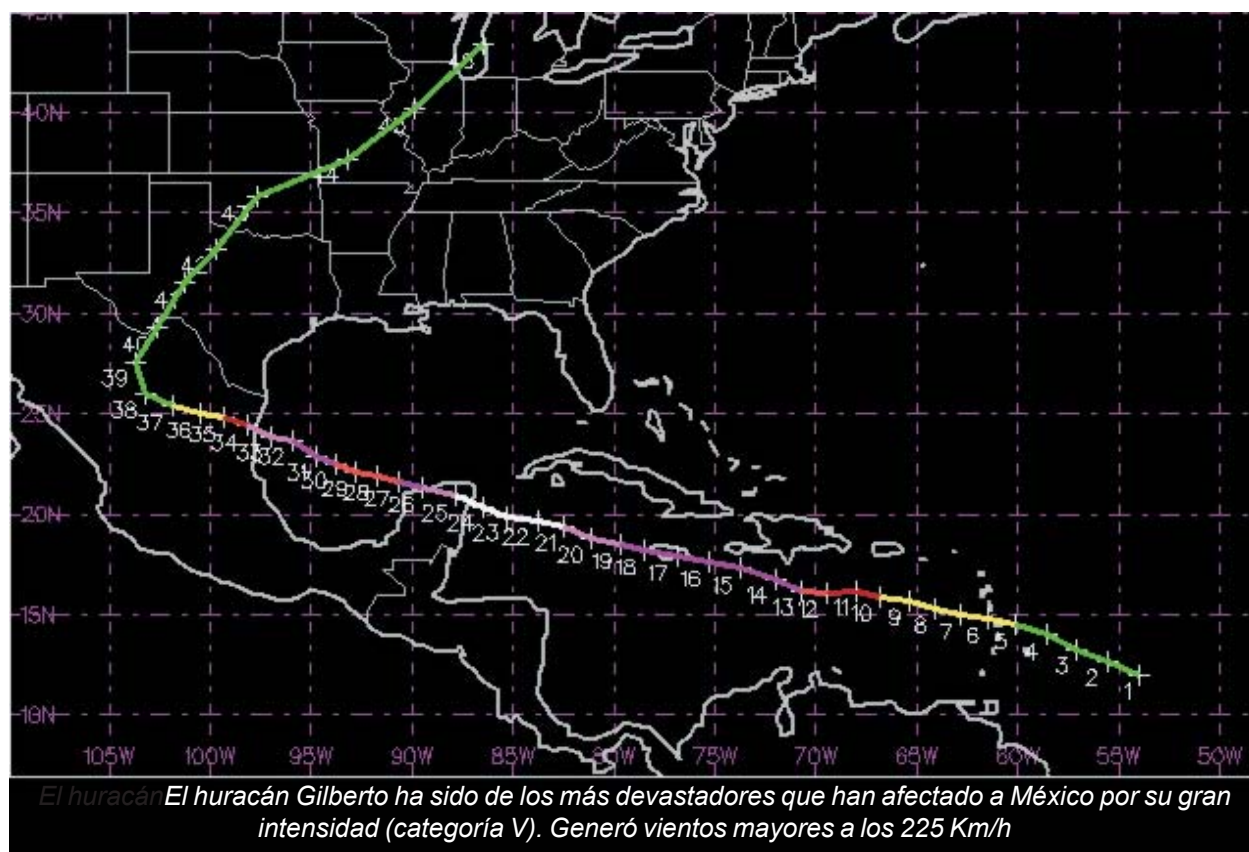 45N
40N
35N
30N
25N
20N
15N
10N
105W 100W 95W 90W 85W 80W 75W 70W 65W 60W 55W 50W
39
38 37 36 35 34 33 32 31 30 29 28 27 26 25 24 23 22 21 20 19 18 17 16 15 14 13 12 11 10 9 8 7 6 5 4 3 2 1
El huracán El huracán Gilberto ha sido de los más devastadores que han afectado a México por su gran
intensidad (categoría V). Generó vientos mayores a los 225 Km/h